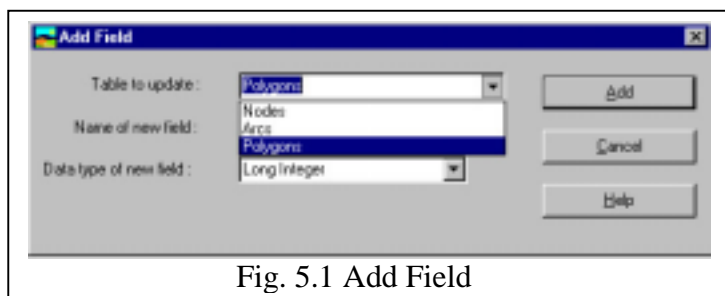 Add Field
Table to update :
Polygons
Add
Nodes
Arcs
Polygons
Name of new field :
Cancel
Data type of new field :
Long Integer
Help
Fig. 5.1 Add Field